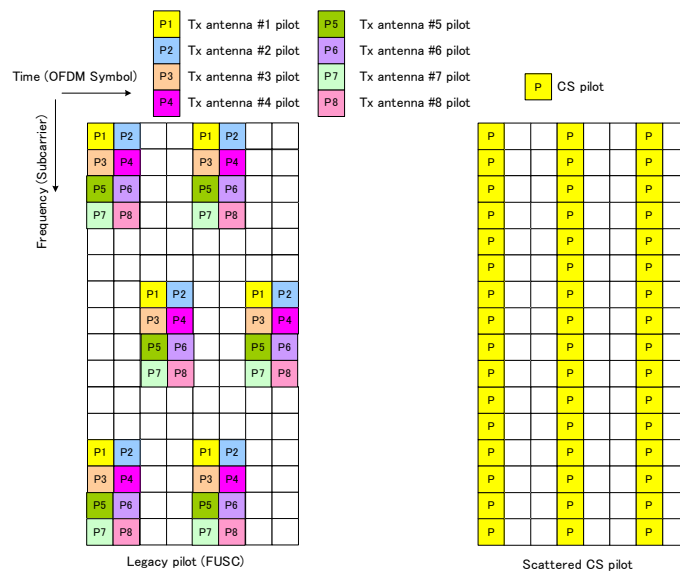 P1 Tx antenna #1 pilot P5 Tx antenna #5 pilot
P2 Tx antenna #2 pilot P6 Tx antenna #6 pilot
Time (OFDM Symbol) P3 Tx antenna #3 pilot P7 Tx antenna #7 pilot P CS pilot
P4 Tx antenna #4 pilot P8 Tx antenna #8 pilot
Frequency (Subcarrier)
P1 P2 P1 P2 P P P
P3 P4 P3 P4 P P P
P5 P6 P5 P6 P P P
P7 P8 P7 P8 P P P
P P P
P P P
P1 P2 P1 P2 P P P
P3 P4 P3 P4 P P P
P5 P6 P5 P6 P P P
P7 P8 P7 P8 P P P
P P P
P P P
P1 P2 P1 P2 P P P
P3 P4 P3 P4 P P P
P5 P6 P5 P6 P P P
P7 P8 P7 P8 P P P
Legacy pilot (FUSC) Scattered CS pilot